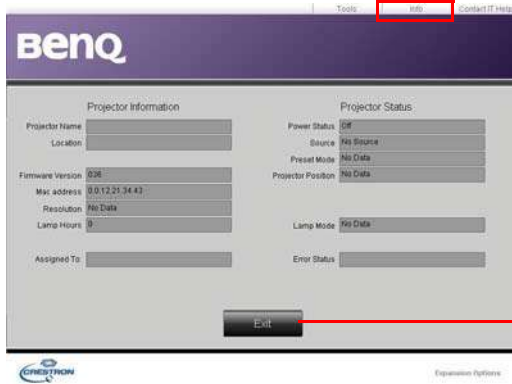 Tools Info Contact IT Help
BenQ
Projector Information
Projector Name
Location
Firmware Version 036
Mac address 0.0.12.21.34.43
Resolution No Data
Lamp Hours 0
Assigned To
Projector Status
Power Status Off
Source No Source
Preset Mode No Data
Projector Position No Data
Lamp Mode No Data
Error Status
Exit
CRESTRON
Expansion Options